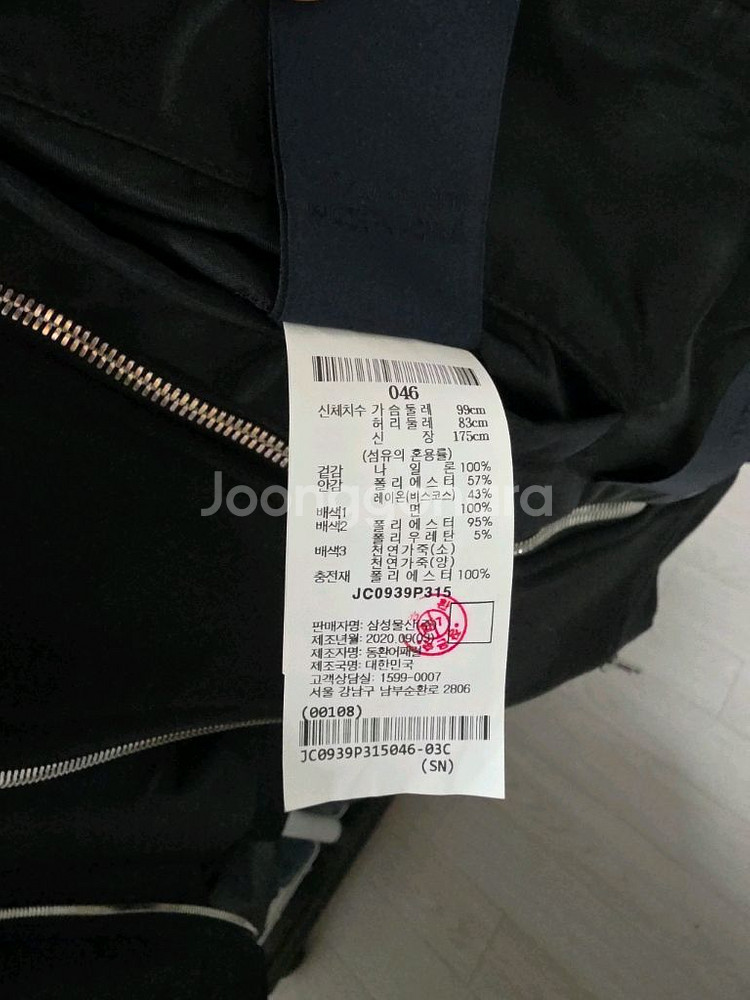 046
신체치수 가슴둘레 99cm
허리둘레 83cm
신장 175cm
(섬유의 혼용률)
겉감 나일론 100%
안감 폴리에스터 57%
레이온(비스코스) 43%
배색1 면 100%
배색2 폴리에스터 95%
폴리우레탄 5%
배색3 천연가죽(소)
천연가죽(양)
충전재 폴리에스터 100%
JC0939P315
판매자명: 삼성물산(주)
제조년월: 2020.09(09)
제조자명: 동환어패럴
제조국명: 대한민국
고객상담실: 1599-0007
서울 강남구 남부순환로 2806
(00108)
JC0939P315046-03C
(SN)
Joonggonara